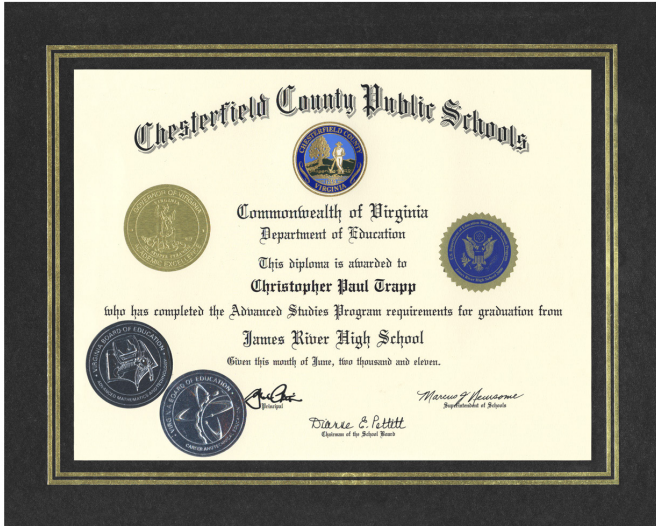 Chesterfield County Public Schools
CHESTERFIELD COUNTY
VIRGINIA
GOVERNOR OF VIRGINIA
Commonwealth of Virginia
Department of Education
This diploma is awarded to
Christopher Paul Trapp
who has completed the Advanced Studies Program requirements for graduation from
James River High School
Given this month of June, two thousand and eleven.
VIRGINIA BOARD OF EDUCATION
BOARD OF EDUCATION
Marcus J Newsome
Principal
Superintendent of Schools
Dianne E. Pettitt
Chairman of the School Board